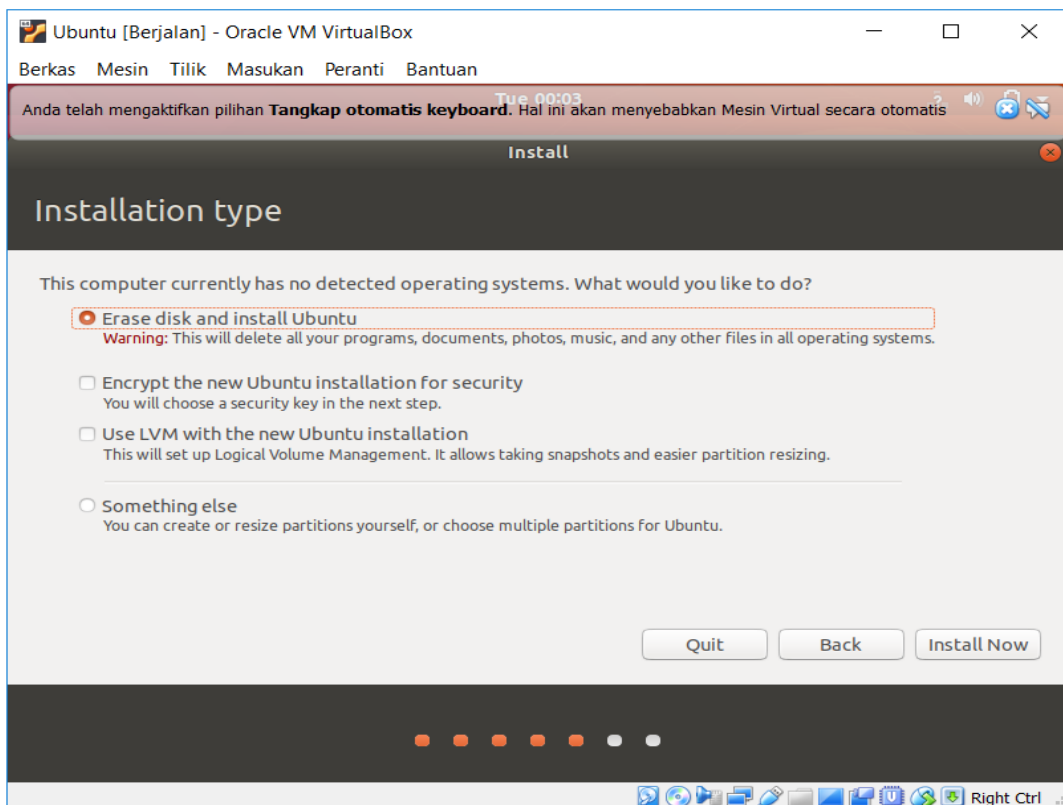 Ubuntu [Berjalan] - Oracle VM VirtualBox
Berkas Mesin Tilik Masukan Peranti Bantuan
Tue 00:03
Anda telah mengaktifkan pilihan Tangkap otomatis keyboard. Hal ini akan menyebabkan Mesin Virtual secara otomatis
Install
Installation type
This computer currently has no detected operating systems. What would you like to do?
Erase disk and install Ubuntu
Warning: This will delete all your programs, documents, photos, music, and any other files in all operating systems.
Encrypt the new Ubuntu installation for security
You will choose a security key in the next step.
Use LVM with the new Ubuntu installation
This will set up Logical Volume Management. It allows taking snapshots and easier partition resizing.
Something else
You can create or resize partitions yourself, or choose multiple partitions for Ubuntu.
Quit Back Install Now
Right Ctrl